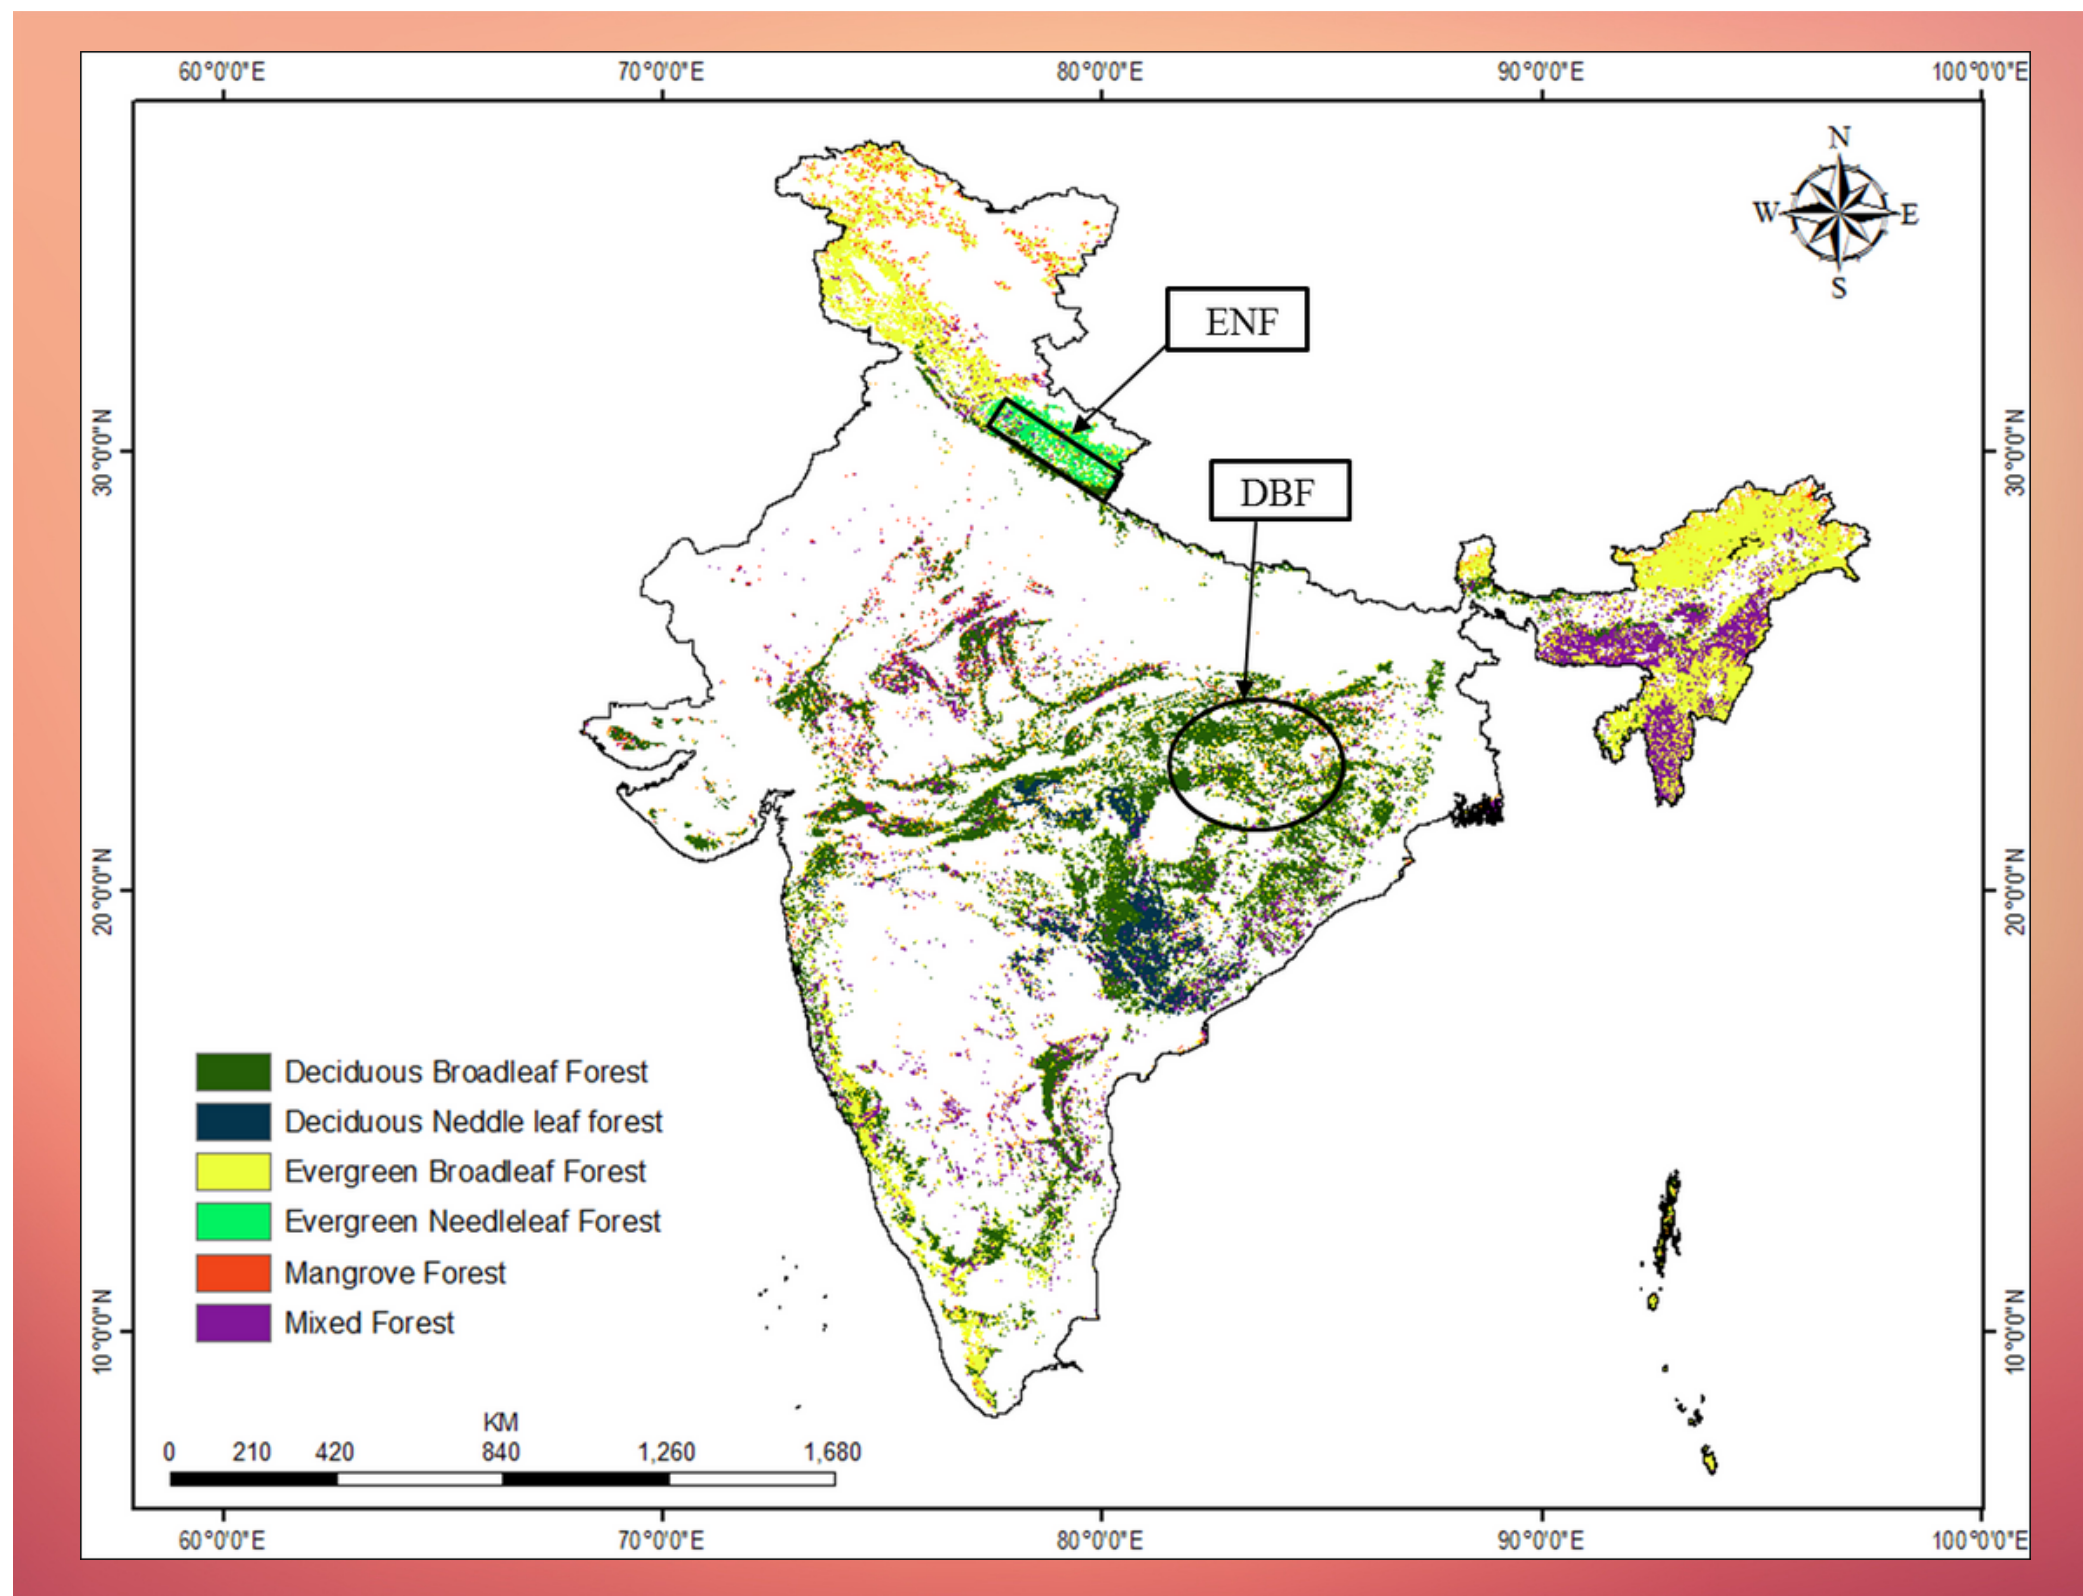 60°0'0"E 70°0'0"E 80°0'0"E 90°0'0"E 100°0'0"E
N
W E
S
ENF
30°0'0"N 30°0'0"N
DBF
20°0'0"N 20°0'0"N
Deciduous Broadleaf Forest
Deciduous Neddle leaf forest
Evergreen Broadleaf Forest
Evergreen Needleleaf Forest
Mangrove Forest
Mixed Forest
10°0'0"N 10°0'0"N
KM
0 210 420 840 1,260 1,680
60°0'0"E 70°0'0"E 80°0'0"E 90°0'0"E 100°0'0"E